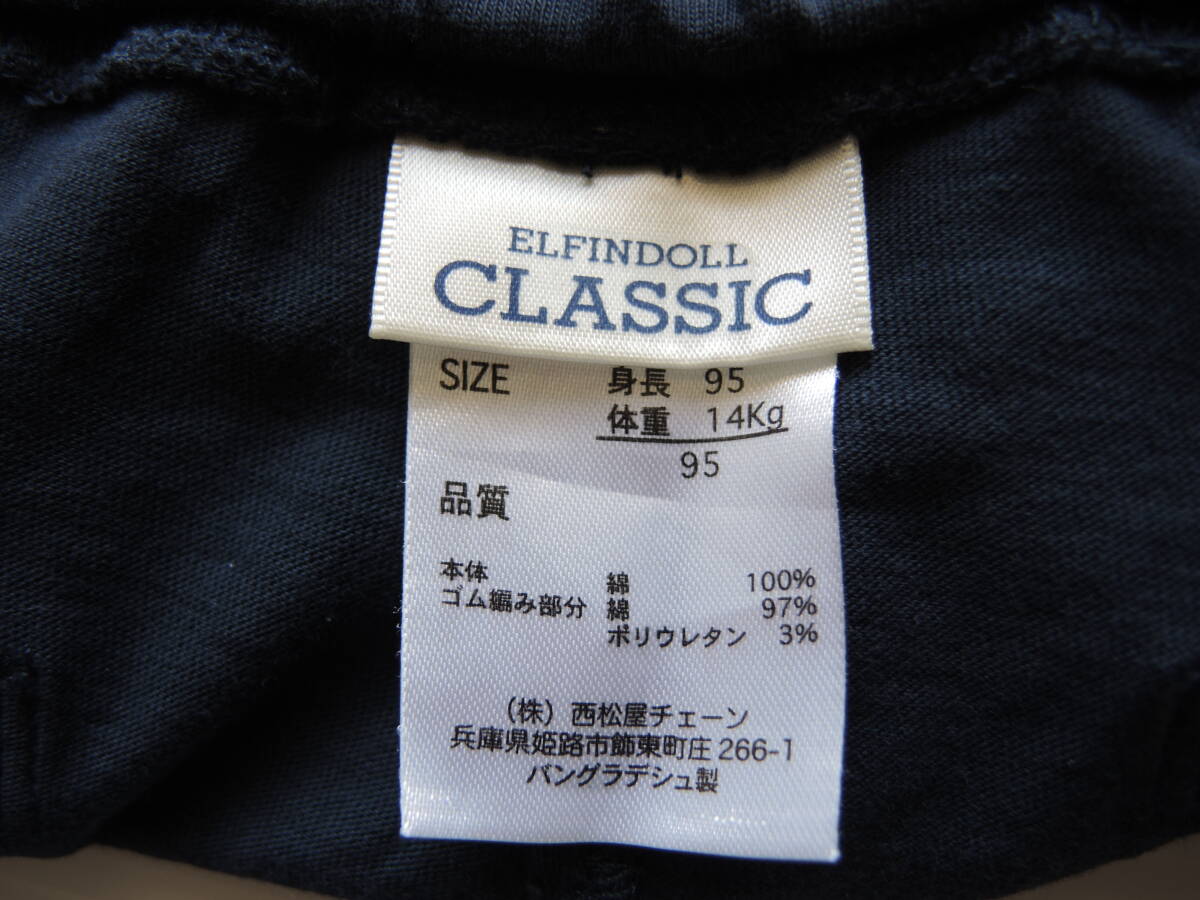 ELFINDOLL
CLASSIC
SIZE 身長 95
体重 14Kg
95
品質
本体 綿 100%
ゴム編み部分 綿 97%
ポリウレタン 3%
(株) 西松屋チェーン
兵庫県姫路市飾東町庄266-1
バングラデシュ製